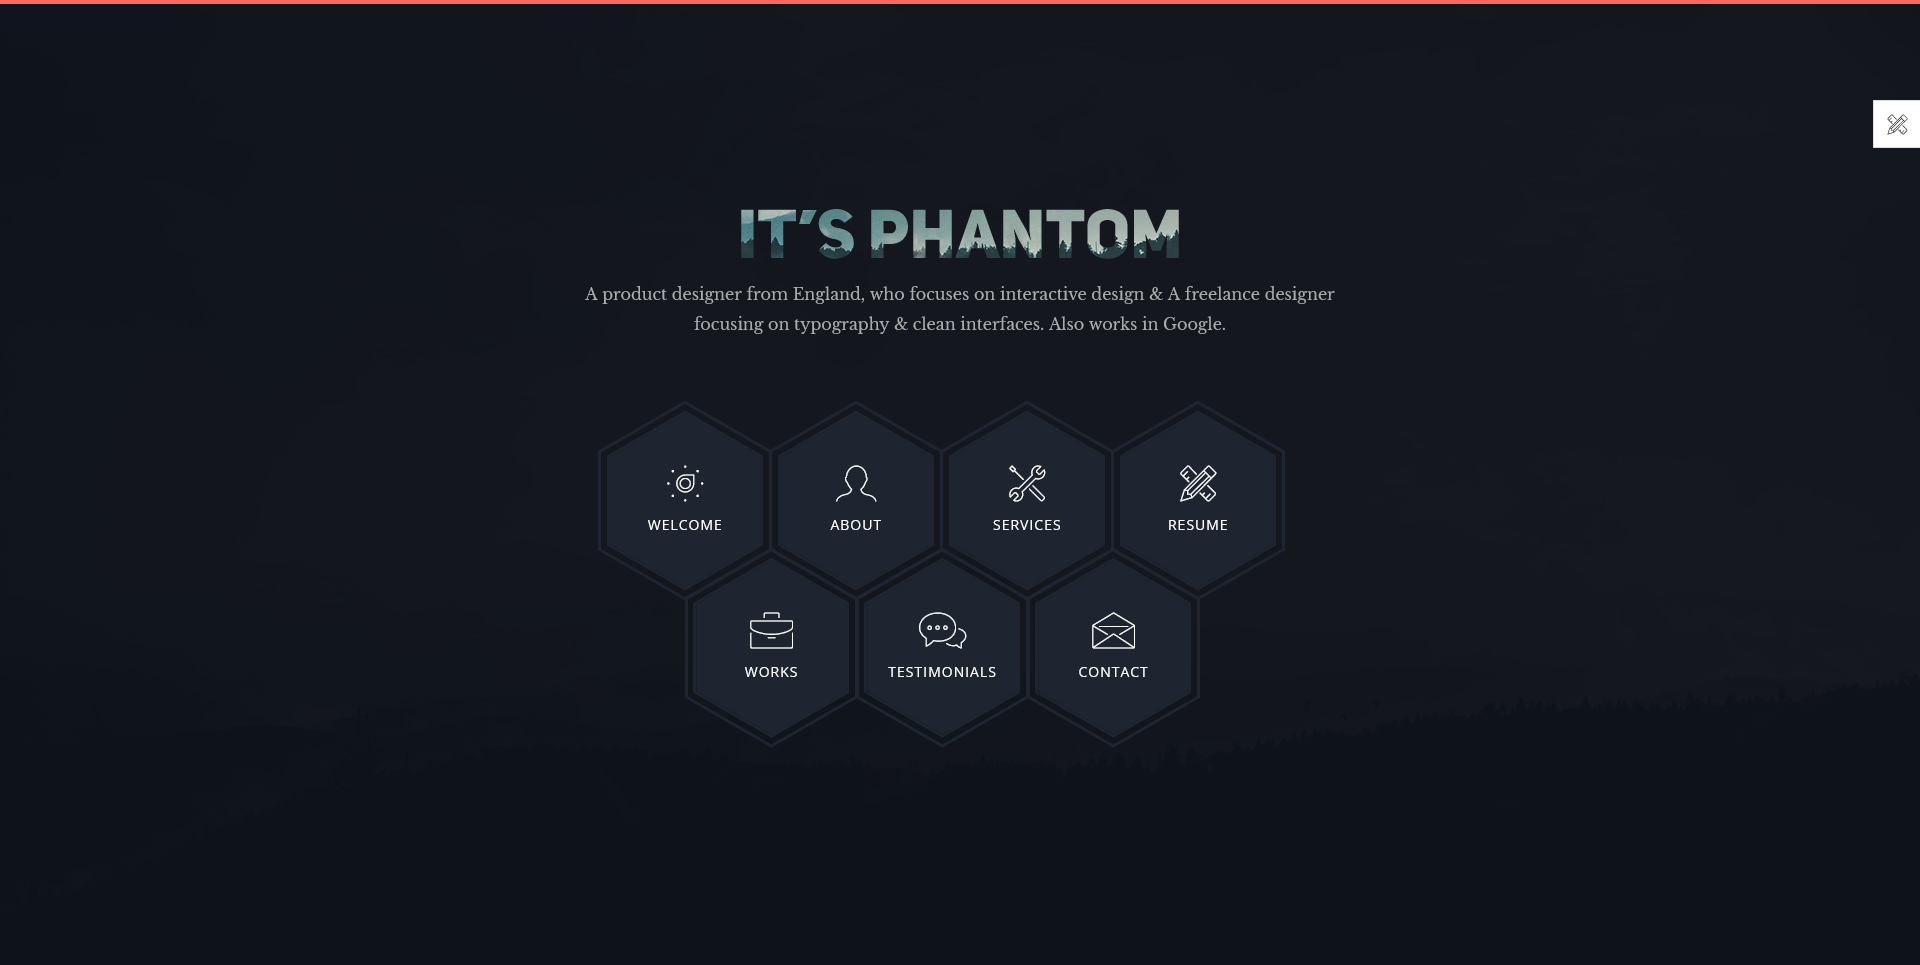 IT'S PHANTOM
A product designer from England, who focuses on interactive design & A freelance designer
focusing on typography & clean interfaces. Also works in Google.
WELCOME
ABOUT
SERVICES
RESUME
WORKS
TESTIMONIALS
CONTACT